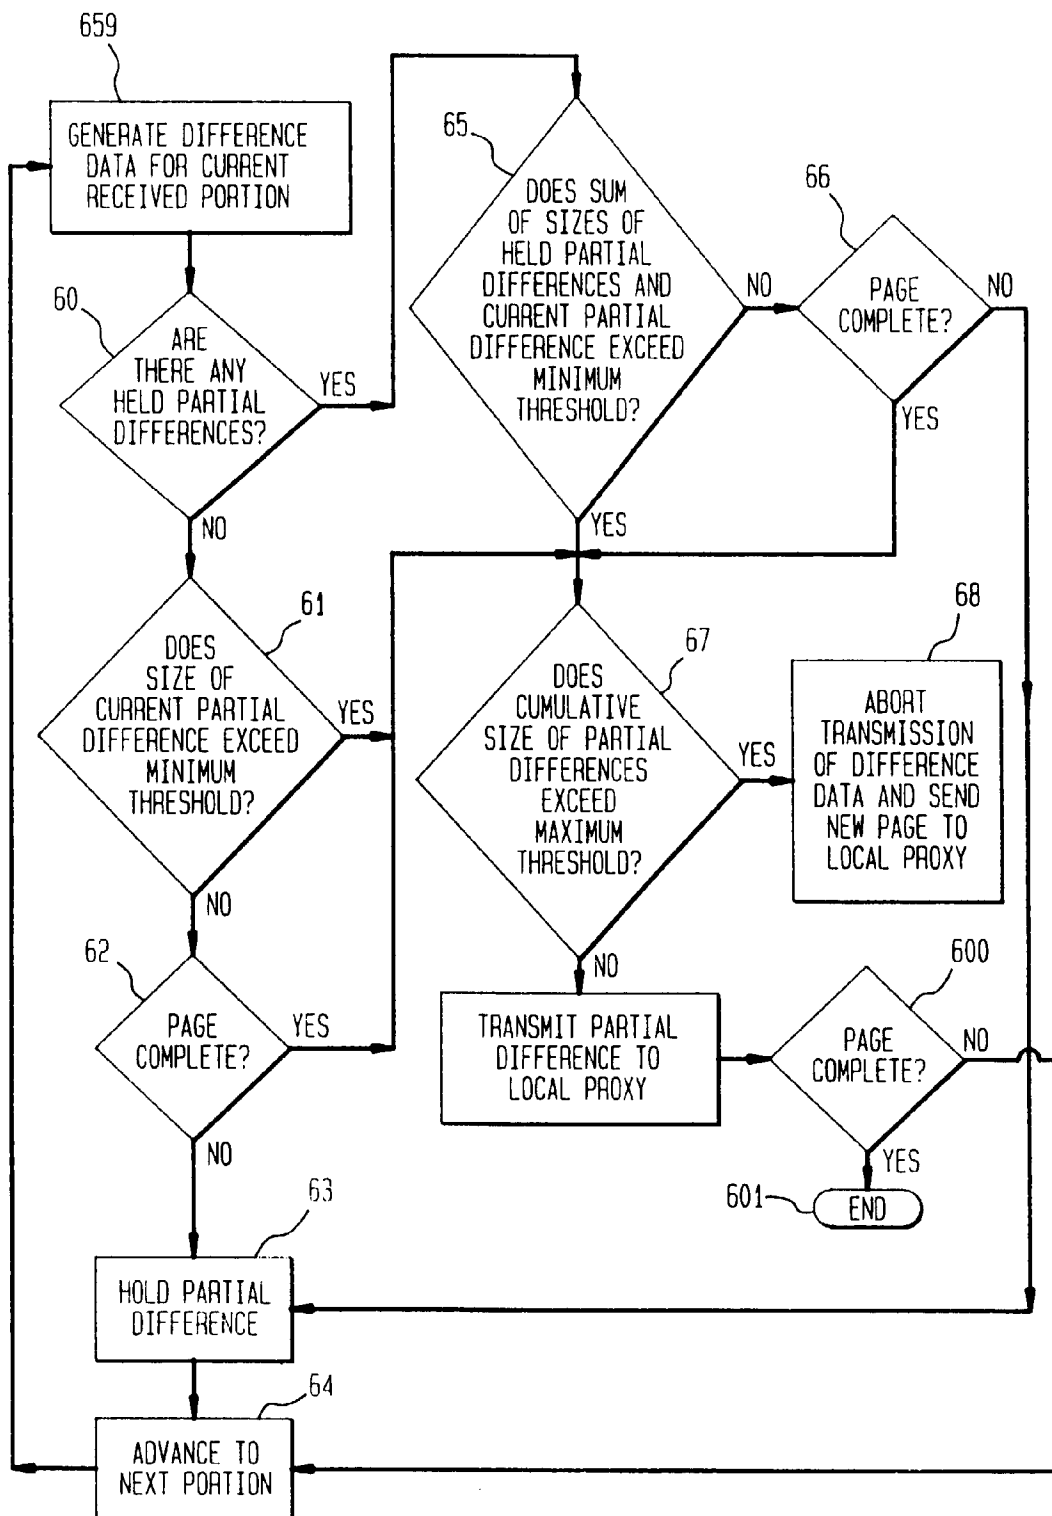 659
GENERATE DIFFERENCE
DATA FOR CURRENT
RECEIVED PORTION
60
ARE
THERE ANY
HELD PARTIAL
DIFFERENCES?
YES
NO
61
DOES
SIZE OF
CURRENT PARTIAL
DIFFERENCE EXCEED
MINIMUM
THRESHOLD?
YES
NO
62
PAGE
COMPLETE?
YES
NO
63
HOLD PARTIAL
DIFFERENCE
64
ADVANCE TO
NEXT PORTION
65
DOES SUM
OF SIZES OF
HELD PARTIAL
DIFFERENCES AND
CURRENT PARTIAL
DIFFERENCE EXCEED
MINIMUM
THRESHOLD?
NO
YES
66
PAGE
COMPLETE?
NO
YES
67
DOES
CUMULATIVE
SIZE OF PARTIAL
DIFFERENCES
EXCEED
MAXIMUM
THRESHOLD?
YES
NO
68
ABORT
TRANSMISSION
OF DIFFERENCE
DATA AND SEND
NEW PAGE TO
LOCAL PROXY
TRANSMIT PARTIAL
DIFFERENCE TO
LOCAL PROXY
600
PAGE
COMPLETE?
NO
YES
601
END